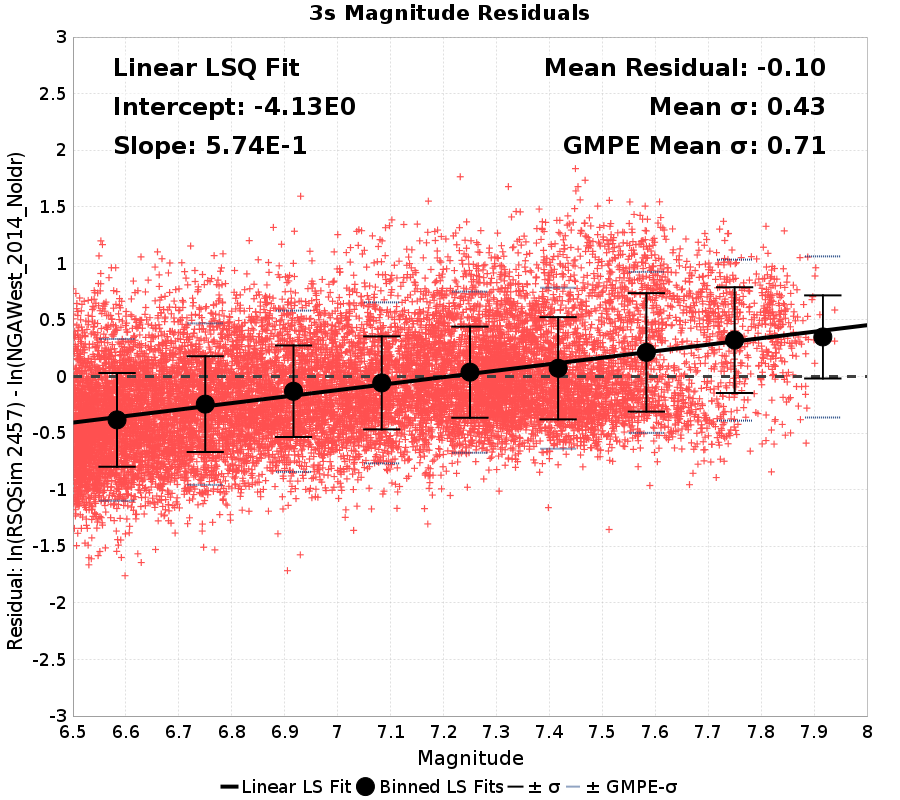 3s Magnitude Residuals
Linear LSQ Fit
Intercept: -4.13E0
Slope: 5.74E-1
Mean Residual: -0.10
Mean σ: 0.43
GMPE Mean σ: 0.71
Residual: ln(RSQSim 2457) - ln(NGAWest_2014_NoIdr)
3
2.5
2
1.5
1
0.5
0
-0.5
-1
-1.5
-2
-2.5
-3
6.5 6.6 6.7 6.8 6.9 7 7.1 7.2 7.3 7.4 7.5 7.6 7.7 7.8 7.9 8
Magnitude
Linear LS Fit Binned LS Fits ± σ ± GMPE-σ